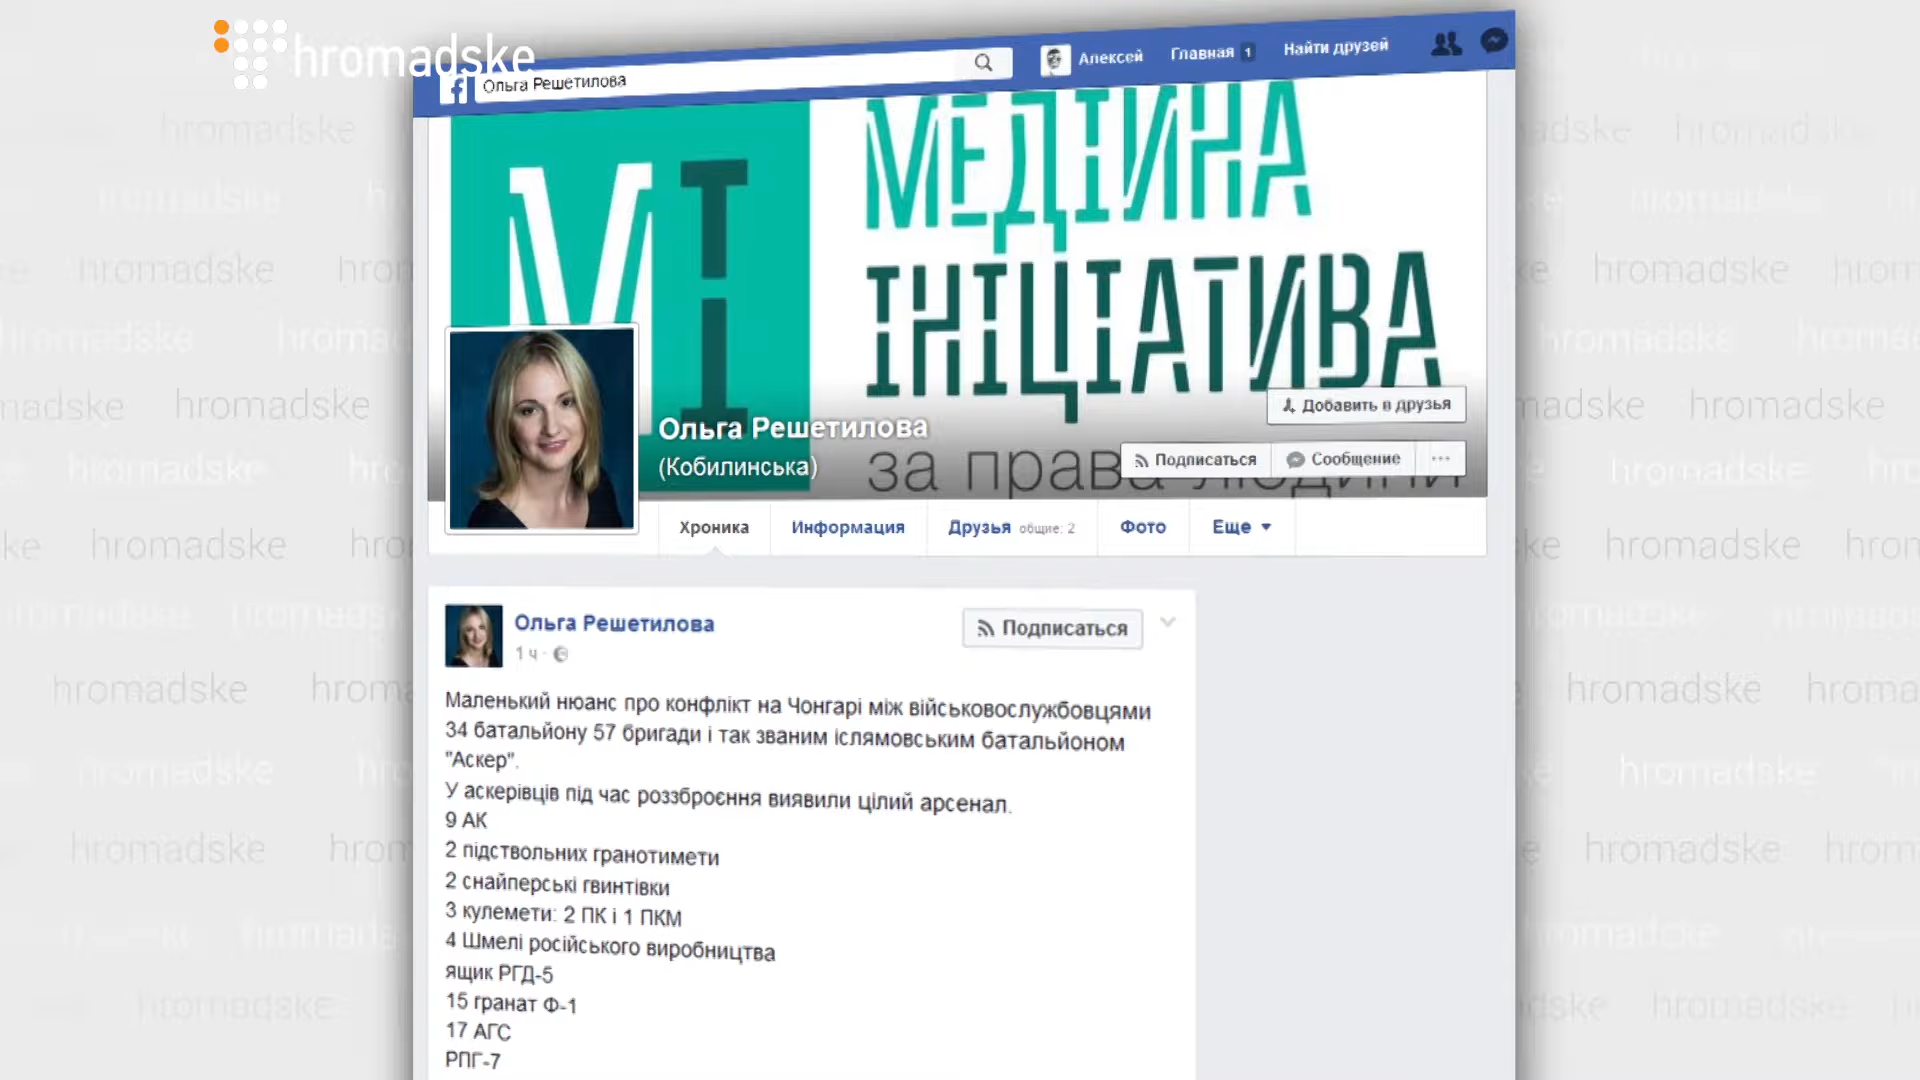 hromadske
Ольга Решетилова
Алексей
Главная 1
Найти друзей
МІ
МЕДІЙНА
ІНІЦІАТИВА
за права людини
Ольга Решетилова
(Кобилинська)
Добавить в друзья
Подписаться
Сообщение
Хроника
Информация
Друзья общие: 2
Фото
Еще
Ольга Решетилова
Подписаться
1 ч ·
Маленький нюанс про конфлікт на Чонгарі між військовослужбовцями
34 батальйону 57 бригади і так званим іслямовським батальйоном
"Аскер".
У аскерівців під час роззброєння виявили цілий арсенал.
9 АК
2 підствольних гранотимети
2 снайперські гвинтівки
3 кулемети: 2 ПК і 1 ПКМ
4 Шмелі російського виробництва
ящик РГД-5
15 гранат Ф-1
17 АГС
РПГ-7